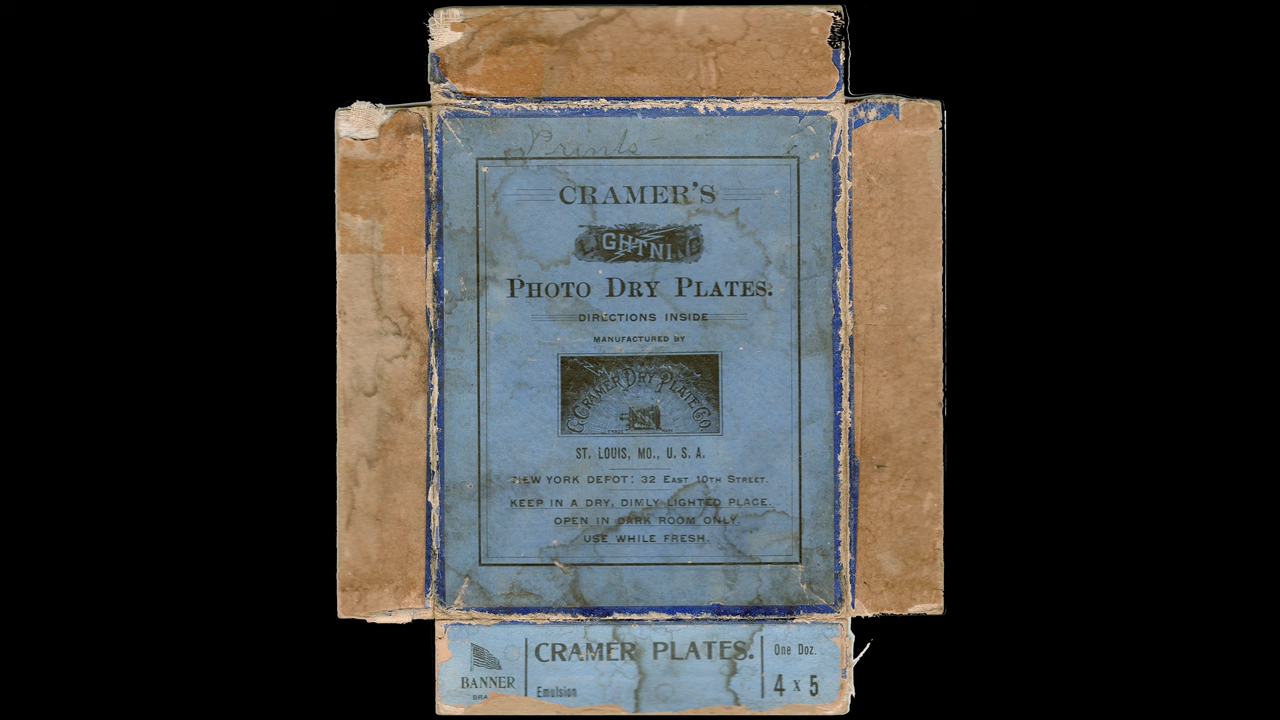 Prints
CRAMER'S
LIGHTNING
PHOTO DRY PLATES.
DIRECTIONS INSIDE
MANUFACTURED BY
G. CRAMER DRY PLATE CO.
ST. LOUIS, MO., U. S. A.
NEW YORK DEPOT: 32 EAST 10TH STREET.
KEEP IN A DRY, DIMLY LIGHTED PLACE.
OPEN IN DARK ROOM ONLY.
USE WHILE FRESH.
BANNER
CRAMER PLATES.
Emulsion
One Doz.
4 x 5